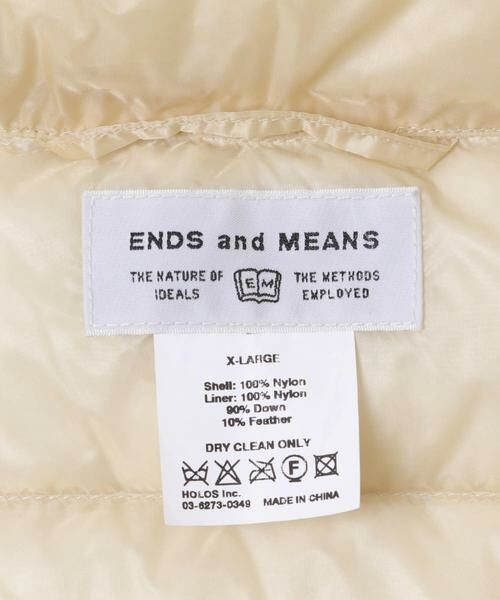 ENDS and MEANS
THE NATURE OF IDEALS
E M
THE METHODS EMPLOYED
X-LARGE
Shell: 100% Nylon
Liner: 100% Nylon
90% Down
10% Feather
DRY CLEAN ONLY
F
HOLOS Inc.
03-6273-0349 MADE IN CHINA